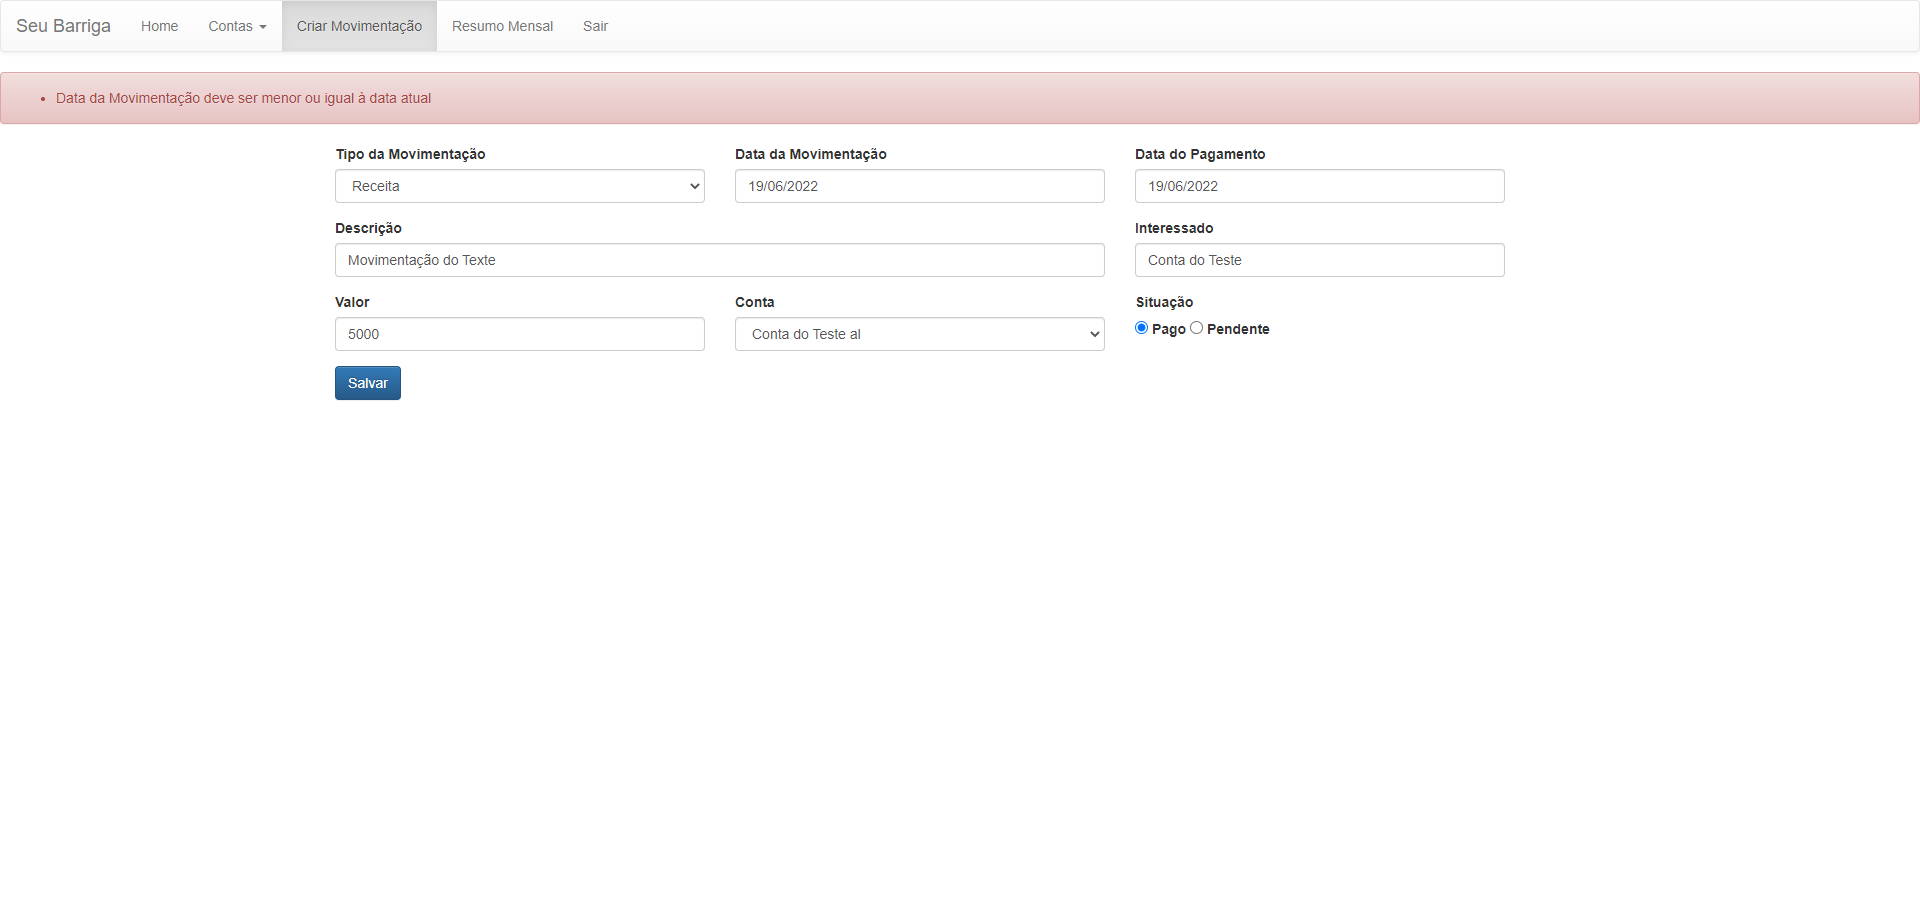 Seu Barriga Home Contas Criar Movimentação Resumo Mensal Sair
Data da Movimentação deve ser menor ou igual à data atual
Tipo da Movimentação Data da Movimentação Data do Pagamento
Receita 19/06/2022 19/06/2022
Descrição Interessado
Movimentação do Texte Conta do Teste
Valor Conta Situação
5000 Conta do Teste al Pago Pendente
Salvar